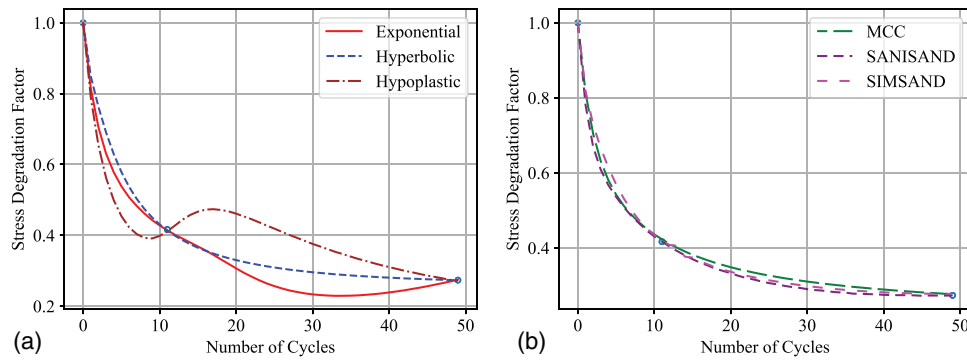 1.0
0.8
0.6
0.4
0.2
Stress Degradation Factor
Exponential
Hyperbolic
Hypoplastic
0 10 20 30 40 50
Number of Cycles
(a)
1.0
0.8
0.6
0.4
Stress Degradation Factor
MCC
SANISAND
SIMSAND
0 10 20 30 40 50
Number of Cycles
(b)